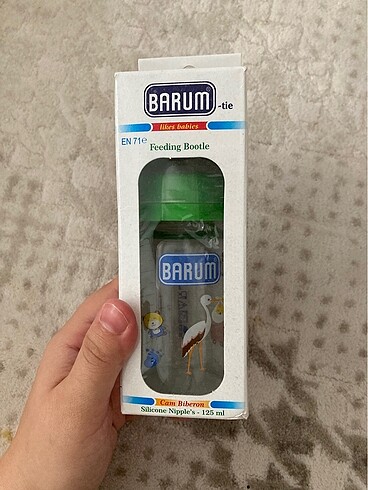 BARUM -tie
likes babies
EN 71 e
Feeding Bootle
BARUM
Cam Biberon
Silicone Nipple's - 125 ml